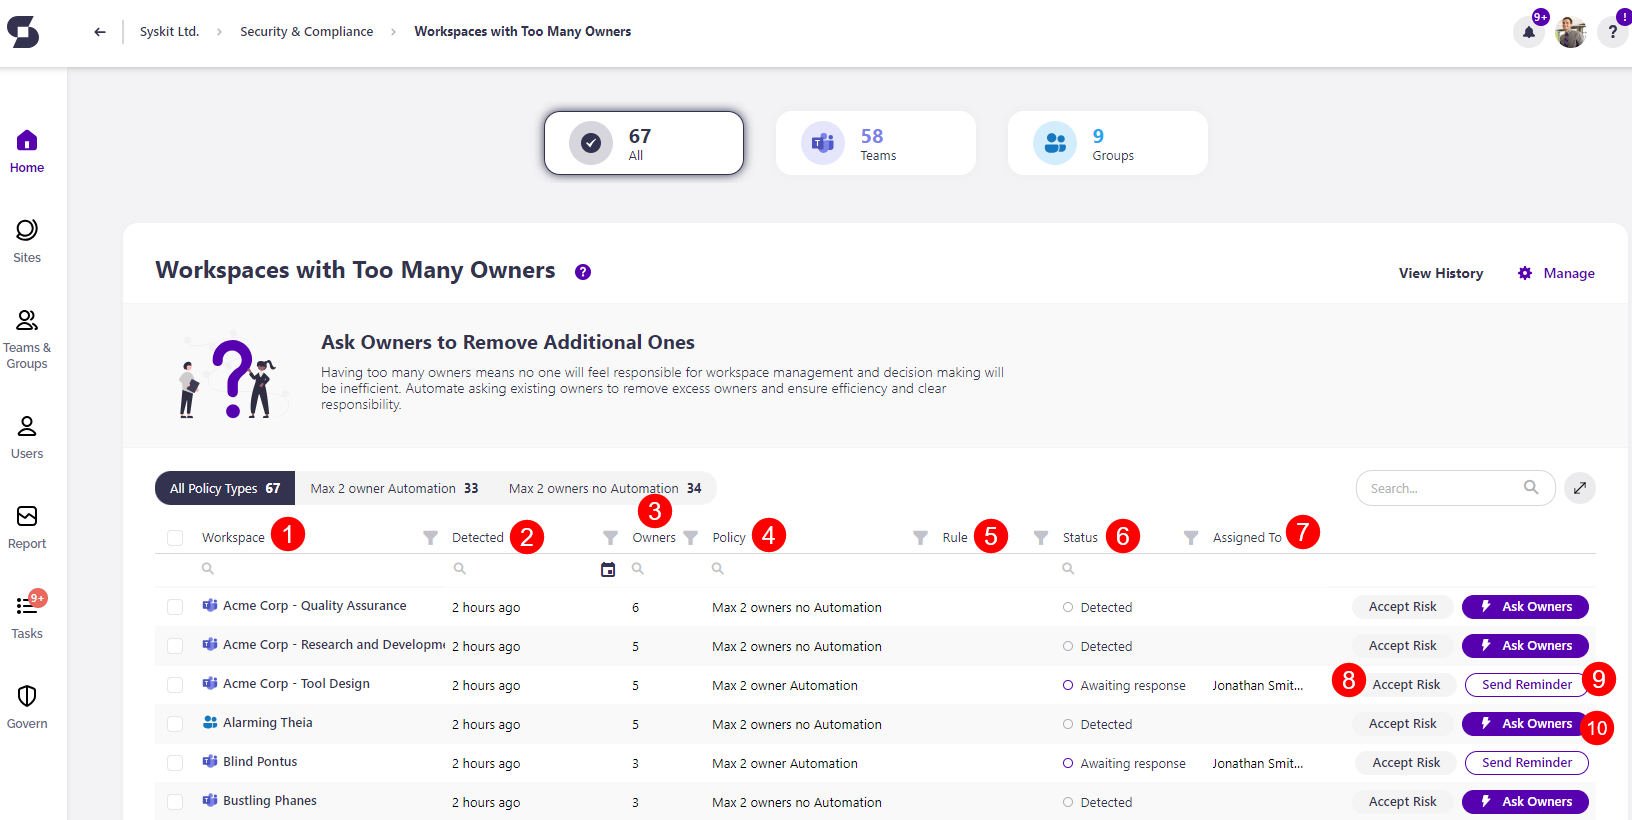 Syskit Ltd. > Security & Compliance > Workspaces with Too Many Owners
9+
!
?
Home
Sites
Teams &
Groups
Users
Report
9+
Tasks
Govern
67
All
58
Teams
9
Groups
Workspaces with Too Many Owners ?
View History
Manage
Ask Owners to Remove Additional Ones
Having too many owners means no one will feel responsible for workspace management and decision making will
be inefficient. Automate asking existing owners to remove excess owners and ensure efficiency and clear
responsibility.
All Policy Types 67 Max 2 owner Automation 33 Max 2 owners no Automation 34
Search...
Workspace 1 Detected 2 Owners 3 Policy 4 Rule 5 Status 6 Assigned To 7
Acme Corp - Quality Assurance 2 hours ago 6 Max 2 owners no Automation Detected Accept Risk Ask Owners
Acme Corp - Research and Developme 2 hours ago 5 Max 2 owners no Automation Detected Accept Risk Ask Owners
Acme Corp - Tool Design 2 hours ago 5 Max 2 owner Automation Awaiting response Jonathan Smit... 8 Accept Risk Send Reminder 9
Alarming Theia 2 hours ago 5 Max 2 owners no Automation Detected Accept Risk Ask Owners 10
Blind Pontus 2 hours ago 3 Max 2 owner Automation Awaiting response Jonathan Smit... Accept Risk Send Reminder
Bustling Phanes 2 hours ago 3 Max 2 owners no Automation Detected Accept Risk Ask Owners